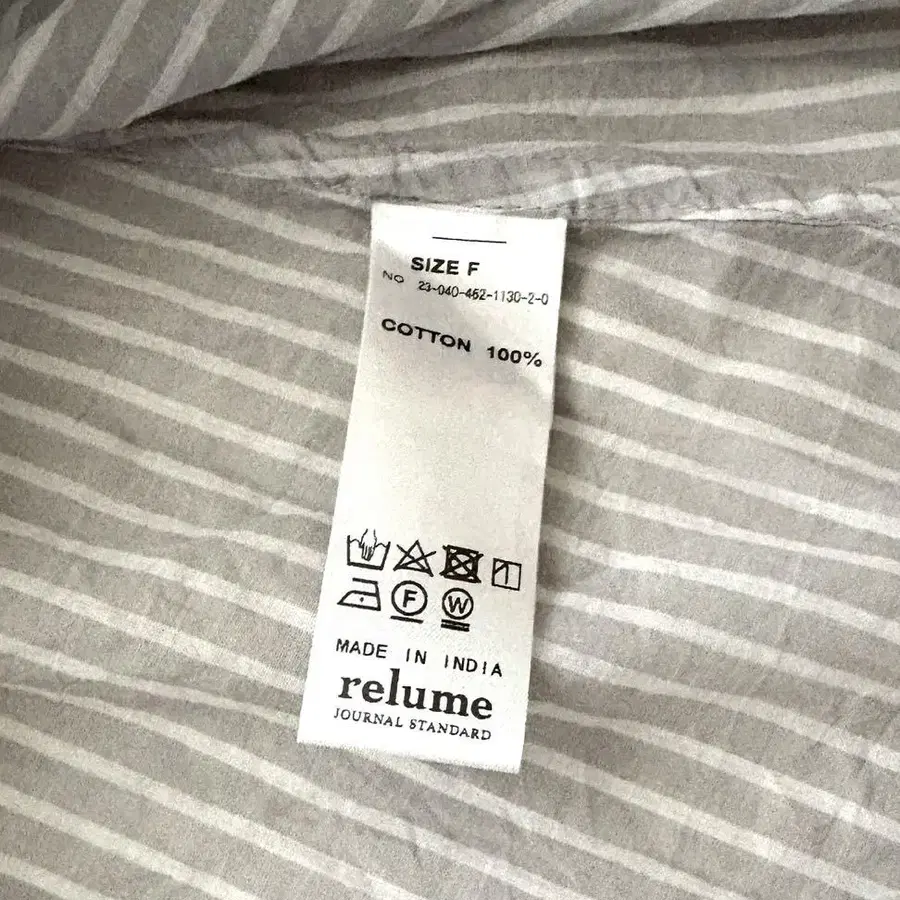 SIZE F
NO 23-040-452-1130-2-0
COTTON 100%
F W
MADE IN INDIA
relume
JOURNAL STANDARD